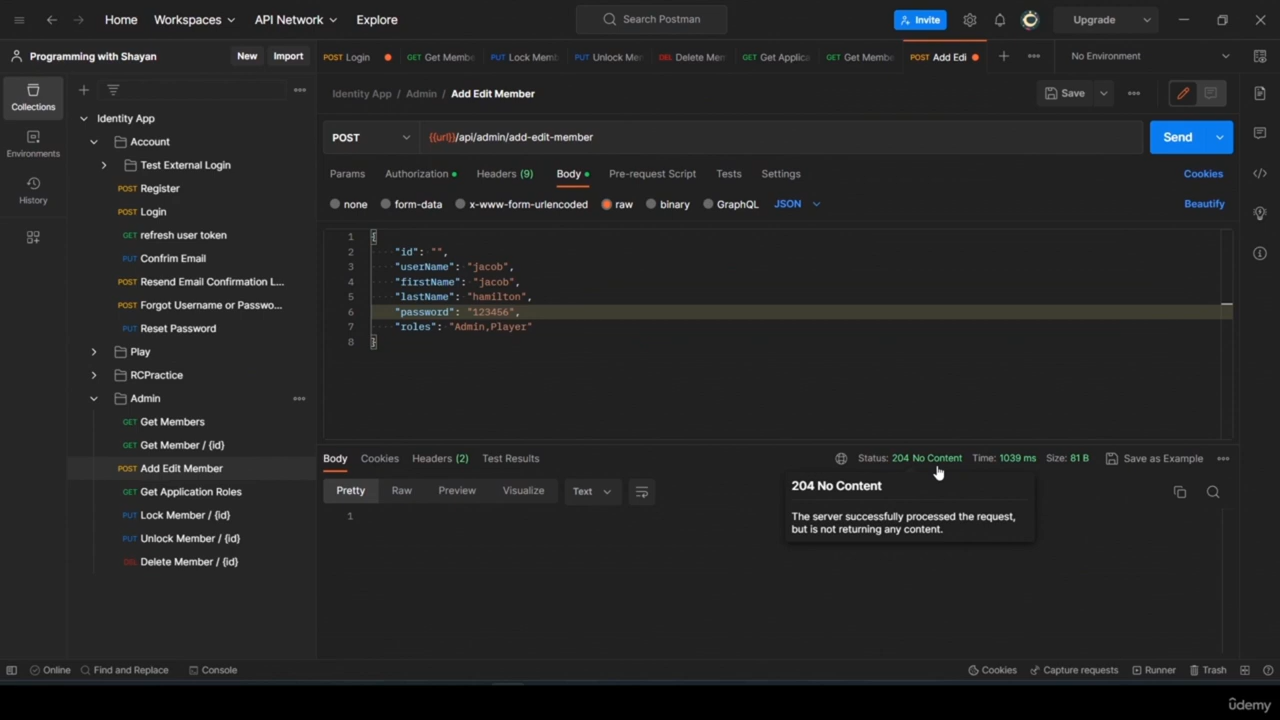 Home Workspaces API Network Explore Search Postman Invite Upgrade
Programming with Shayan New Import
POST Login GET Get Membe PUT Lock Memb PUT Unlock Mer DEL Delete Mem GET Get Applica GET Get Membe POST Add Edi No Environment
Collections
Environments
History
Identity App
Account
Test External Login
POST Register
POST Login
GET refresh user token
PUT Confrim Email
POST Resend Email Confirmation L...
POST Forgot Username or Passwo...
PUT Reset Password
Play
RCPractice
Admin
GET Get Members
GET Get Member / {id}
POST Add Edit Member
GET Get Application Roles
PUT Lock Member / {id}
PUT Unlock Member / {id}
DEL Delete Member / {id}
Identity App / Admin / Add Edit Member Save
POST {{url}}/api/admin/add-edit-member Send
Params Authorization Headers (9) Body Pre-request Script Tests Settings Cookies
none form-data x-www-form-urlencoded raw binary GraphQL JSON Beautify
1 {
2 "id": "",
3 "userName": "jacob",
4 "firstName": "jacob",
5 "lastName": "hamilton",
6 "password": "123456",
7 "roles": "Admin,Player"
8 }
Body Cookies Headers (2) Test Results Status: 204 No Content Time: 1039 ms Size: 81 B Save as Example
Pretty Raw Preview Visualize Text
1
204 No Content
The server successfully processed the request,
but is not returning any content.
Online Find and Replace Console Cookies Capture requests Runner Trash
ûdemy